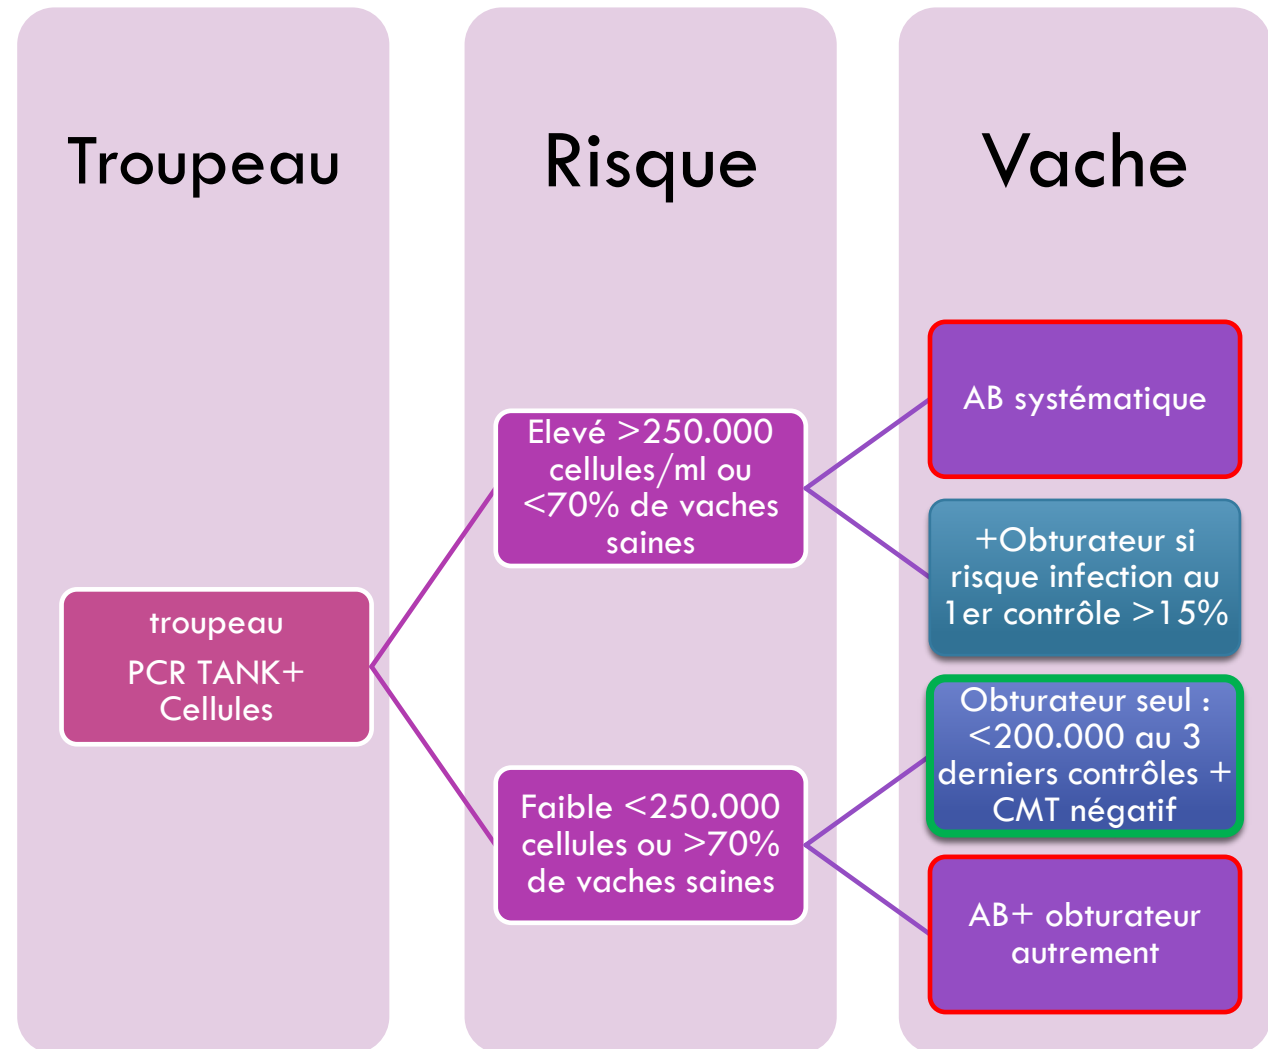 Troupeau
Risque
Vache
troupeau
PCR TANK+
Cellules
Elevé >250.000
cellules/ml ou
<70% de vaches
saines
Faible <250.000
cellules ou >70%
de vaches saines
AB systématique
+Obturateur si
risque infection au
1er contrôle >15%
Obturateur seul :
<200.000 au 3
derniers contrôles +
CMT négatif
AB+ obturateur
autrement